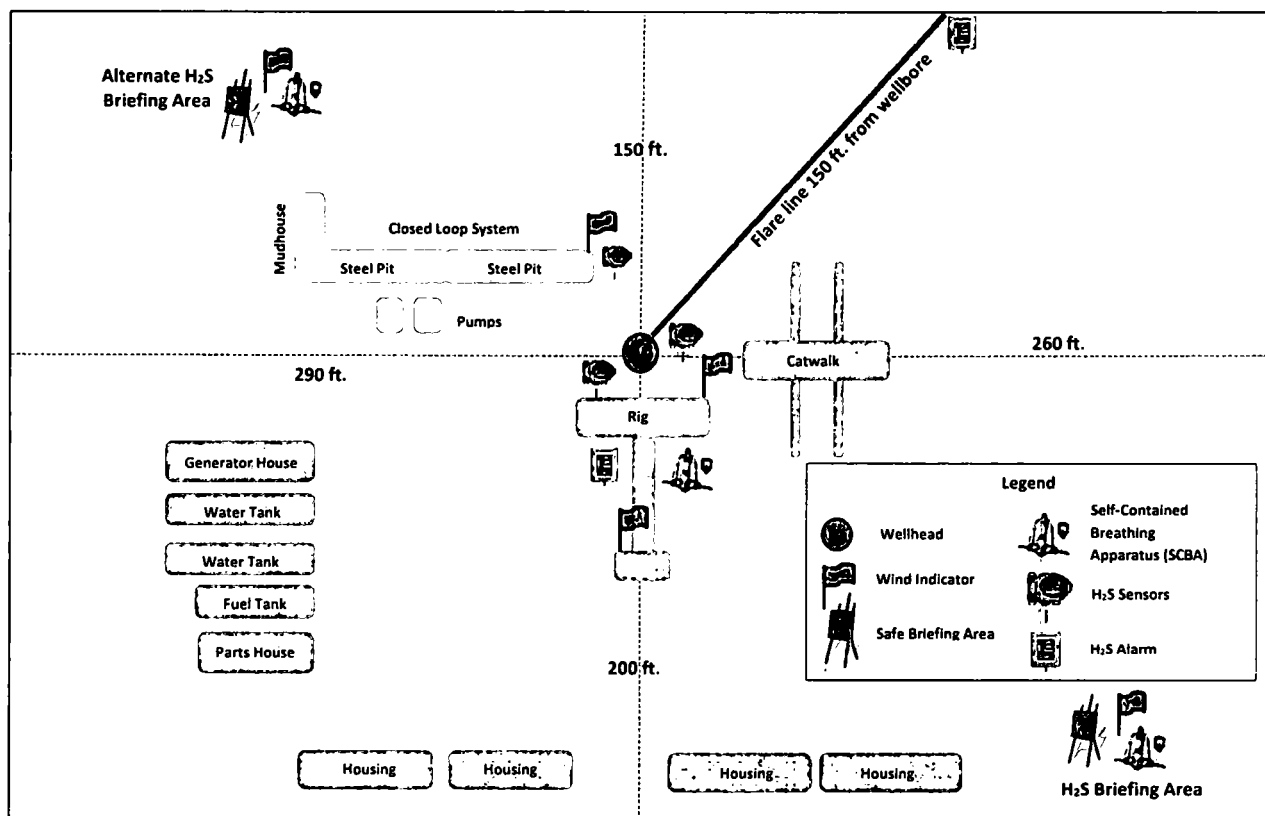 Alternate H₂S
Briefing Area
150 ft.
Flare line 150 ft. from wellbore
Mudhouse
Closed Loop System
Steel Pit
Steel Pit
Pumps
290 ft.
260 ft.
Catwalk
Rig
Generator House
Water Tank
Water Tank
Fuel Tank
Parts House
200 ft.
Legend
Wellhead
Wind Indicator
Safe Briefing Area
Self-Contained
Breathing
Apparatus (SCBA)
H₂S Sensors
H₂S Alarm
Housing
Housing
Housing
Housing
H₂S Briefing Area